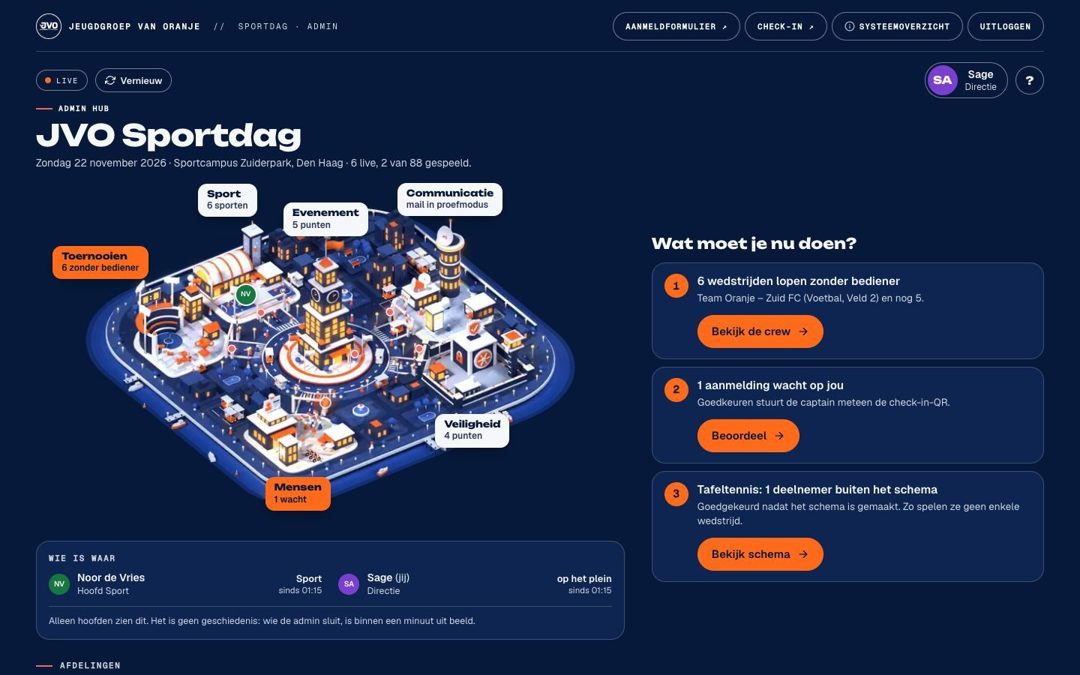 JVO JEUGDGROEP VAN ORANJE // SPORTDAG · ADMIN
AANMELDFORMULIER ↗
CHECK-IN ↗
SYSTEEMOVERZICHT
UITLOGGEN
LIVE
Vernieuw
SA
Sage
Directie
?
ADMIN HUB
JVO Sportdag
Zondag 22 november 2026 · Sportcampus Zuiderpark, Den Haag · 6 live, 2 van 88 gespeeld.
Sport
6 sporten
Communicatie
mail in proefmodus
Evenement
5 punten
Toernooien
6 zonder bediener
NV
Veiligheid
4 punten
Mensen
1 wacht
Wat moet je nu doen?
1
6 wedstrijden lopen zonder bediener
Team Oranje – Zuid FC (Voetbal, Veld 2) en nog 5.
Bekijk de crew →
2
1 aanmelding wacht op jou
Goedkeuren stuurt de captain meteen de check-in-QR.
Beoordeel →
3
Tafeltennis: 1 deelnemer buiten het schema
Goedgekeurd nadat het schema is gemaakt. Zo spelen ze geen enkele
wedstrijd.
Bekijk schema →
WIE IS WAAR
NV
Noor de Vries
Hoofd Sport
Sport
sinds 01:15
SA
Sage (jij)
Directie
op het plein
sinds 01:15
Alleen hoofden zien dit. Het is geen geschiedenis: wie de admin sluit, is binnen een minuut uit beeld.
AFDELINGEN